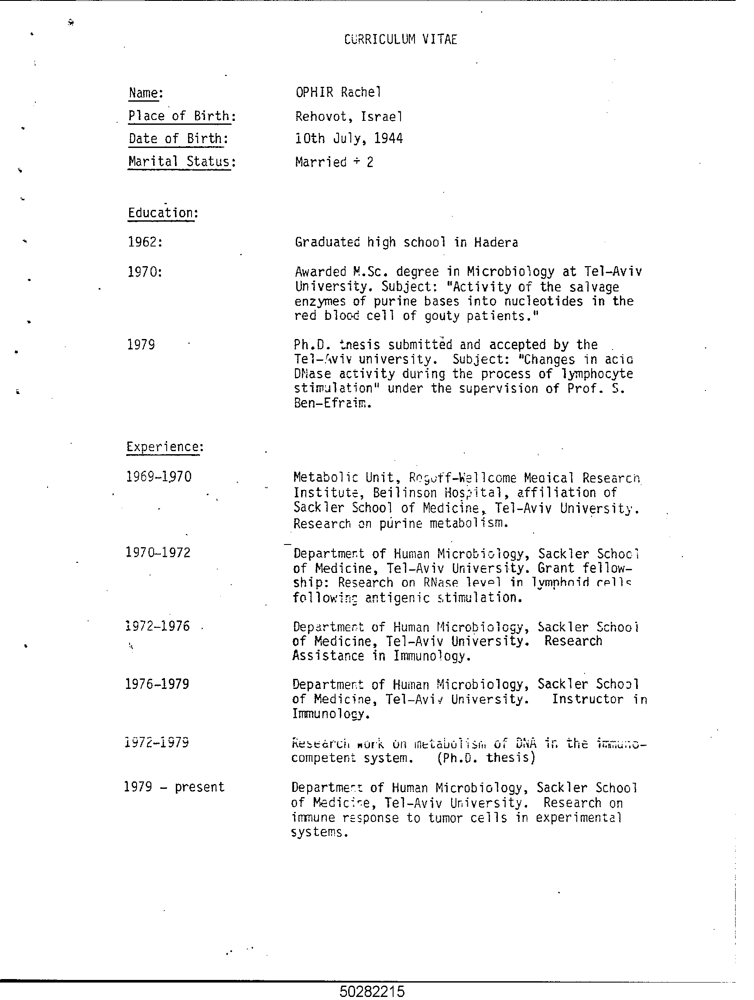 CURRICULUM VITAE
Name: OPHIR Rachel
Place of Birth: Rehovot, Israel
Date of Birth: 10th July, 1944
Marital Status: Married + 2
Education:
1962: Graduated high school in Hadera
1970: Awarded M.Sc. degree in Microbiology at Tel-Aviv
University. Subject: "Activity of the salvage
enzymes of purine bases into nucleotides in the
red blood cell of gouty patients."
1979 Ph.D. thesis submitted and accepted by the
Tel-Aviv university. Subject: "Changes in acid
DNase activity during the process of lymphocyte
stimulation" under the supervision of Prof. S.
Ben-Efraim.
Experience:
1969-1970 Metabolic Unit, Rogoff-Wellcome Medical Research
Institute, Beilinson Hospital, affiliation of
Sackler School of Medicine, Tel-Aviv University.
Research on purine metabolism.
1970-1972 Department of Human Microbiology, Sackler School
of Medicine, Tel-Aviv University. Grant fellow-
ship: Research on RNase level in lymphoid cells
following antigenic stimulation.
1972-1976 Department of Human Microbiology, Sackler School
of Medicine, Tel-Aviv University. Research
Assistance in Immunology.
1976-1979 Department of Human Microbiology, Sackler School
of Medicine, Tel-Aviv University. Instructor in
Immunology.
1972-1979 Research work on metabolism of DNA in the immuno-
competent system. (Ph.D. thesis)
1979 - present Department of Human Microbiology, Sackler School
of Medicine, Tel-Aviv University. Research on
immune response to tumor cells in experimental
systems.
50282215